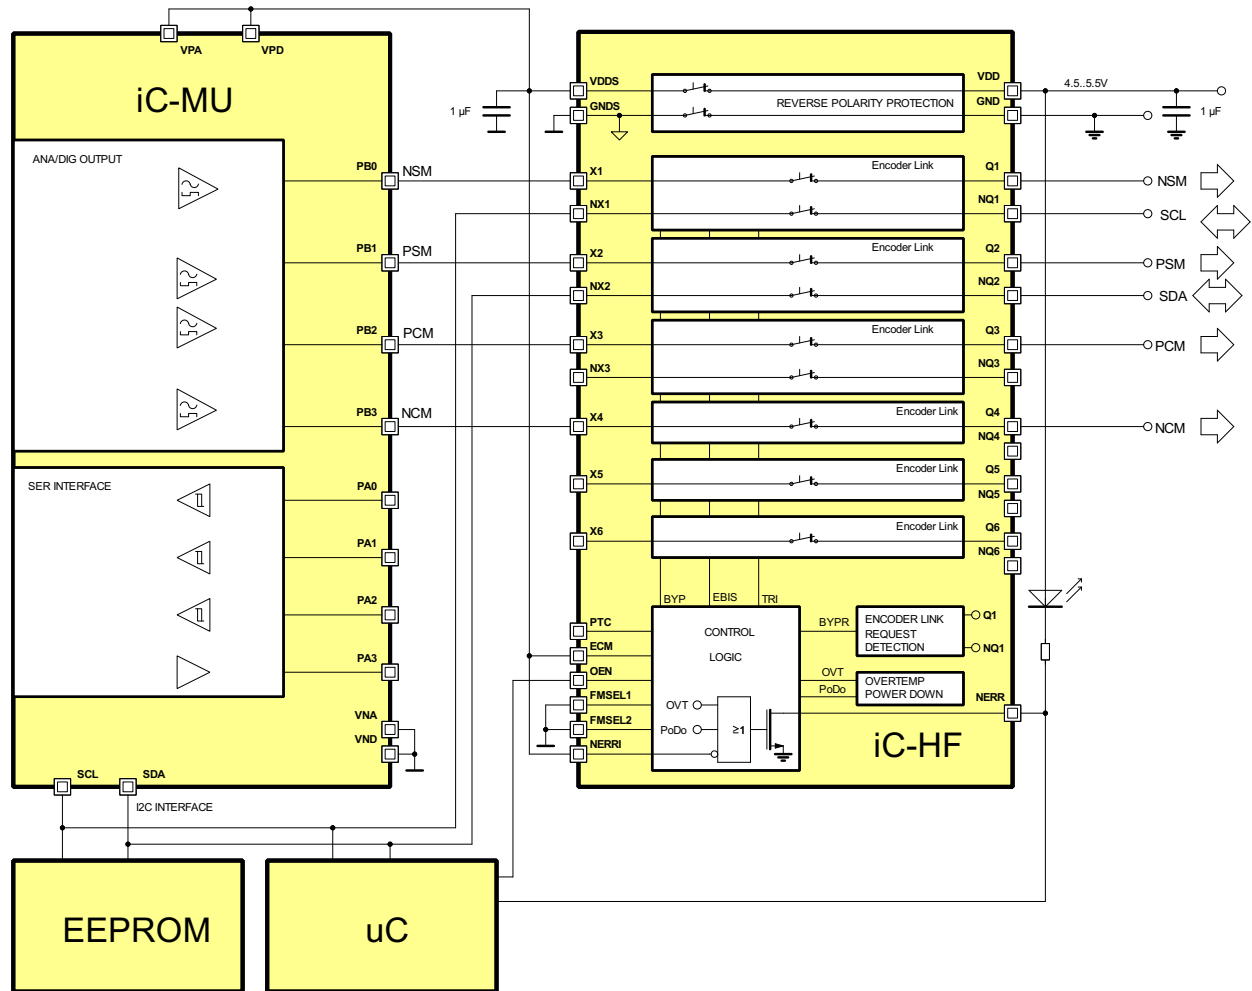 VPA
VPD
iC-MU
ANA/DIG OUTPUT
PB0
NSM
PB1
PSM
PB2
PCM
PB3
NCM
SER INTERFACE
PA0
PA1
PA2
PA3
VNA
VND
SCL
SDA
I2C INTERFACE
EEPROM
uC
1 µF
VDDS
GNDS
REVERSE POLARITY PROTECTION
VDD
GND
4.5..5.5V
1 µF
X1
Encoder Link
Q1
NSM
NX1
NQ1
SCL
X2
Encoder Link
Q2
PSM
NX2
NQ2
SDA
X3
Encoder Link
Q3
PCM
NX3
NQ3
X4
Encoder Link
Q4
NCM
NQ4
X5
Encoder Link
Q5
NQ5
X6
Encoder Link
Q6
NQ6
BYP
EBIS
TRI
PTC
ECM
OEN
FMSEL1
FMSEL2
NERRI
CONTROL
LOGIC
OVT
PoDo
≥1
BYPR
ENCODER LINK
REQUEST
DETECTION
Q1
NQ1
OVT
PoDo
OVERTEMP
POWER DOWN
NERR
iC-HF